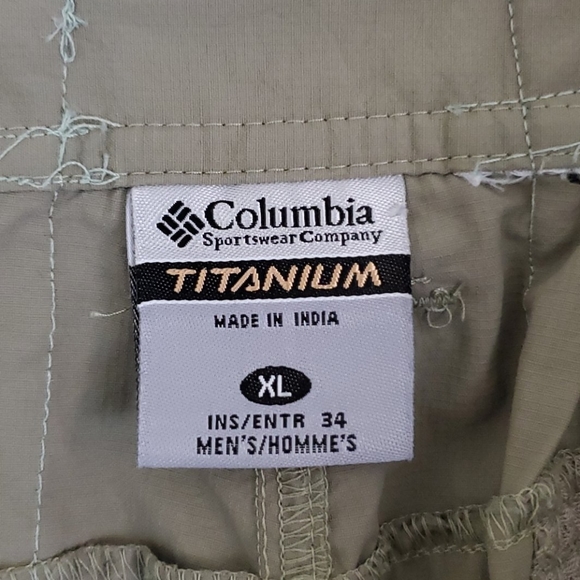 Columbia
Sportswear Company
TITANIUM
MADE IN INDIA
XL
INS/ENTR 34
MEN'S/HOMME'S